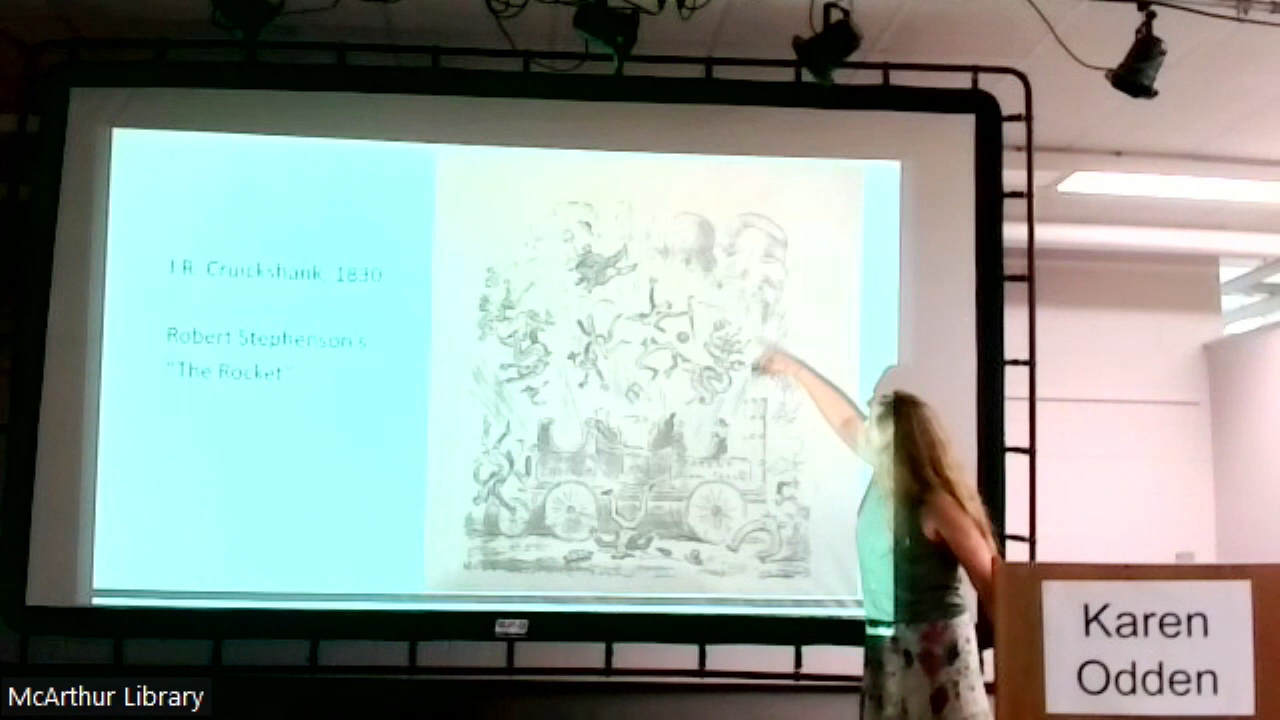 I.R. Cruickshank, 1830
Robert Stephenson's
"The Rocket"
Karen
Odden
McArthur Library